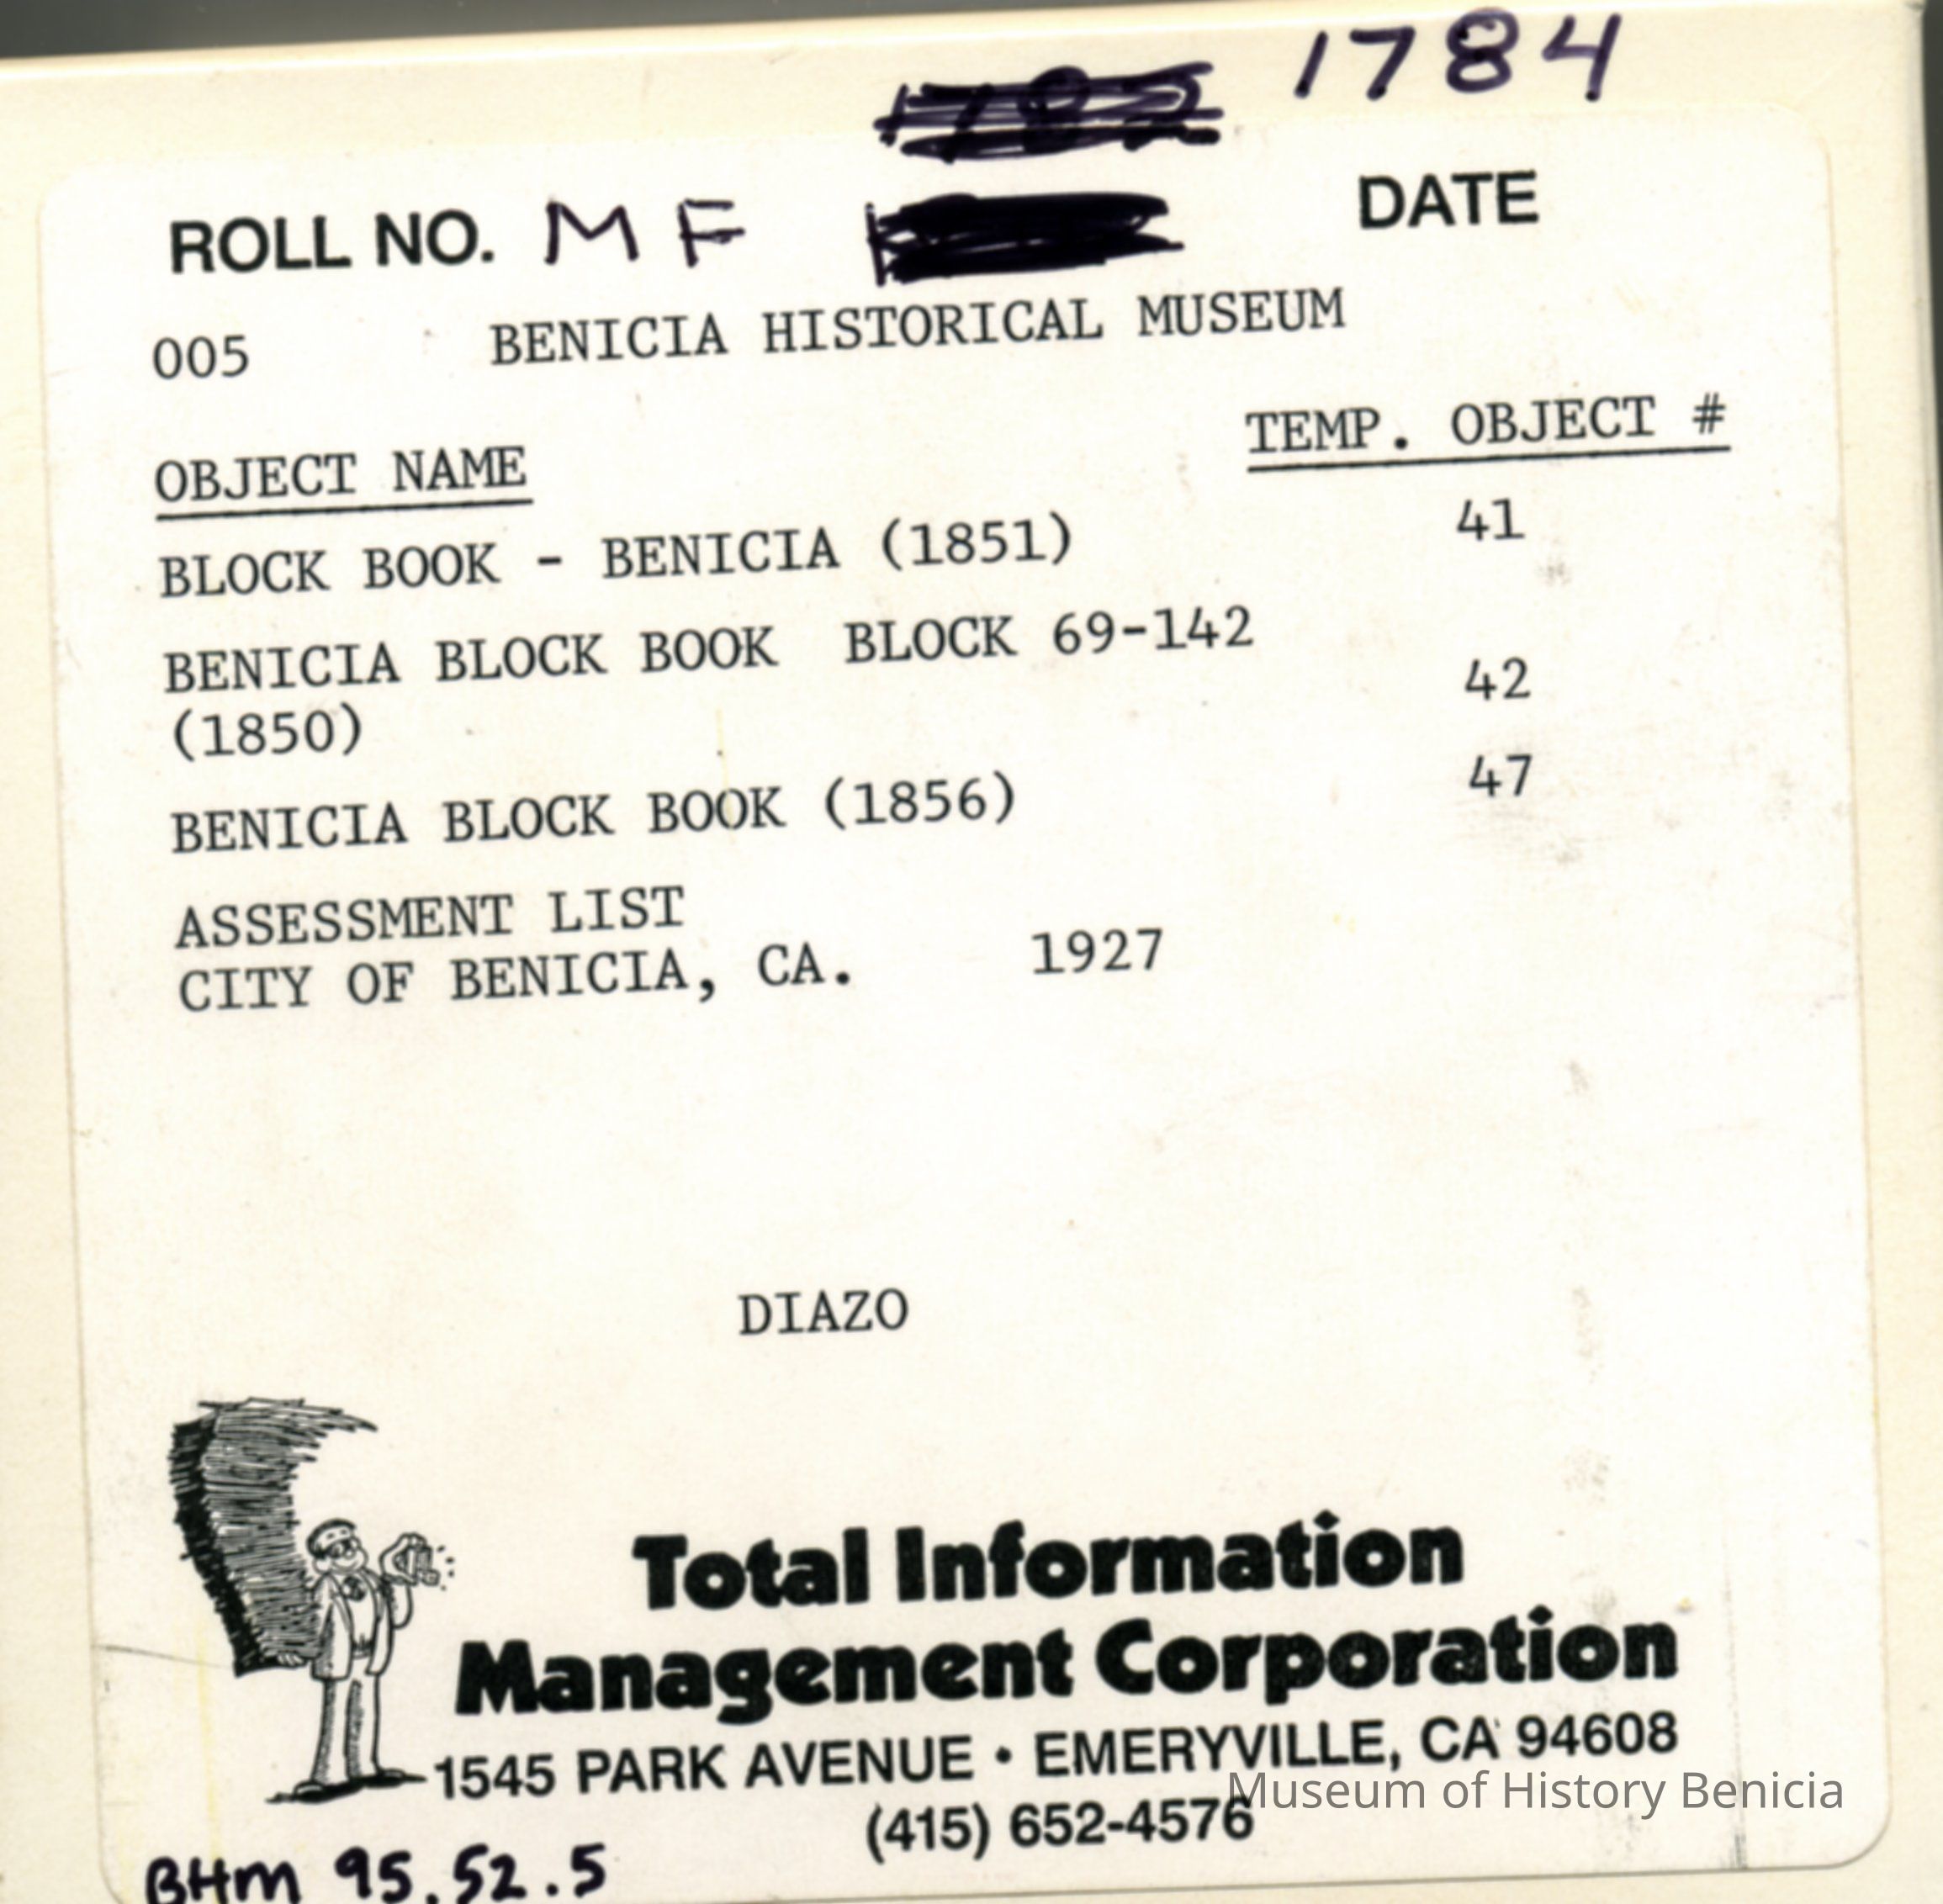 1784
ROLL NO. MF DATE
005 BENICIA HISTORICAL MUSEUM
OBJECT NAME TEMP. OBJECT #
BLOCK BOOK - BENICIA (1851) 41
BENICIA BLOCK BOOK BLOCK 69-142
(1850) 42
BENICIA BLOCK BOOK (1856) 47
ASSESSMENT LIST
CITY OF BENICIA, CA. 1927
DIAZO
Total Information
Management Corporation
1545 PARK AVENUE • EMERYVILLE, CA 94608
Museum of History Benicia
(415) 652-4576
BHM 95.52.5